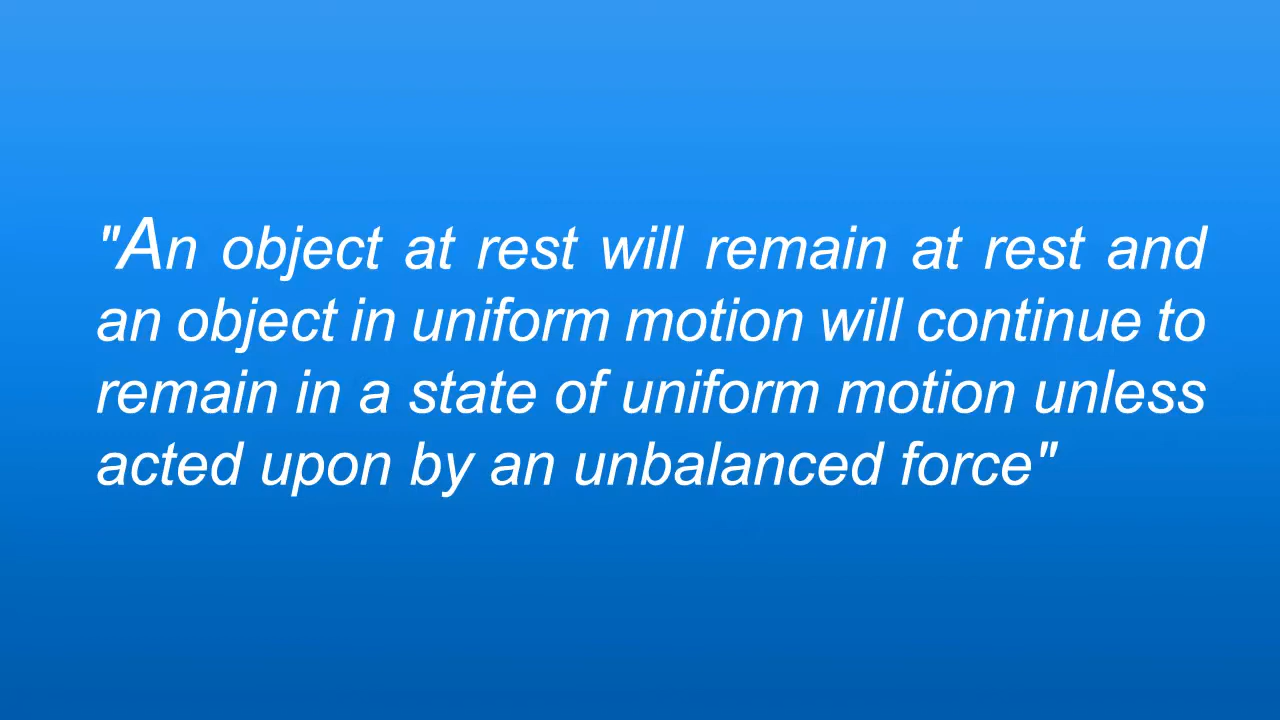 "An object at rest will remain at rest and
an object in uniform motion will continue to
remain in a state of uniform motion unless
acted upon by an unbalanced force"